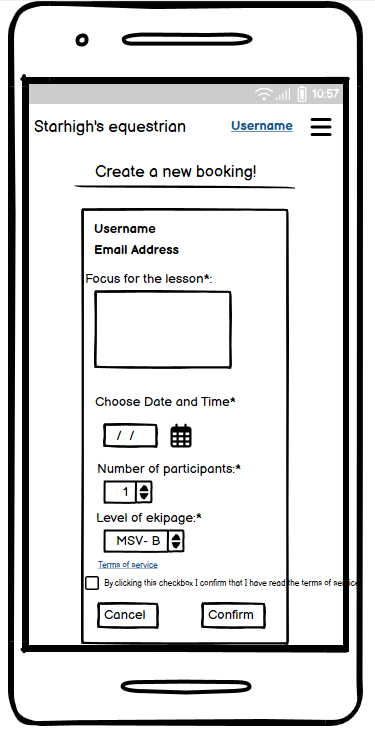 10:57
Starhigh's equestrian Username
Create a new booking!
Username
Email Address
Focus for the lesson*:
Choose Date and Time*
/ /
Number of participants:*
1
Level of ekipage:*
MSV- B
Terms of service
By clicking this checkbox I confirm that I have read the terms of service
Cancel Confirm